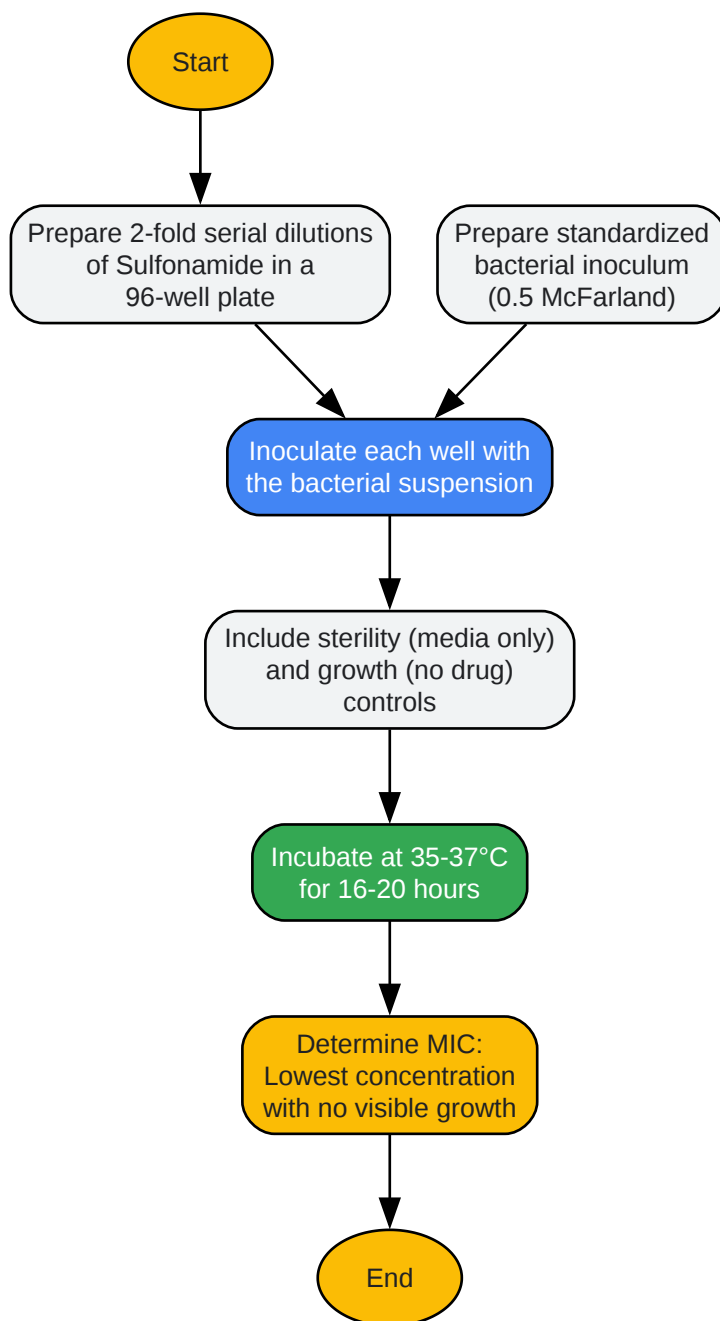 Start
Prepare 2-fold serial dilutions
of Sulfonamide in a
96-well plate
Prepare standardized
bacterial inoculum
(0.5 McFarland)
Inoculate each well with
the bacterial suspension
Include sterility (media only)
and growth (no drug)
controls
Incubate at 35-37°C
for 16-20 hours
Determine MIC:
Lowest concentration
with no visible growth
End